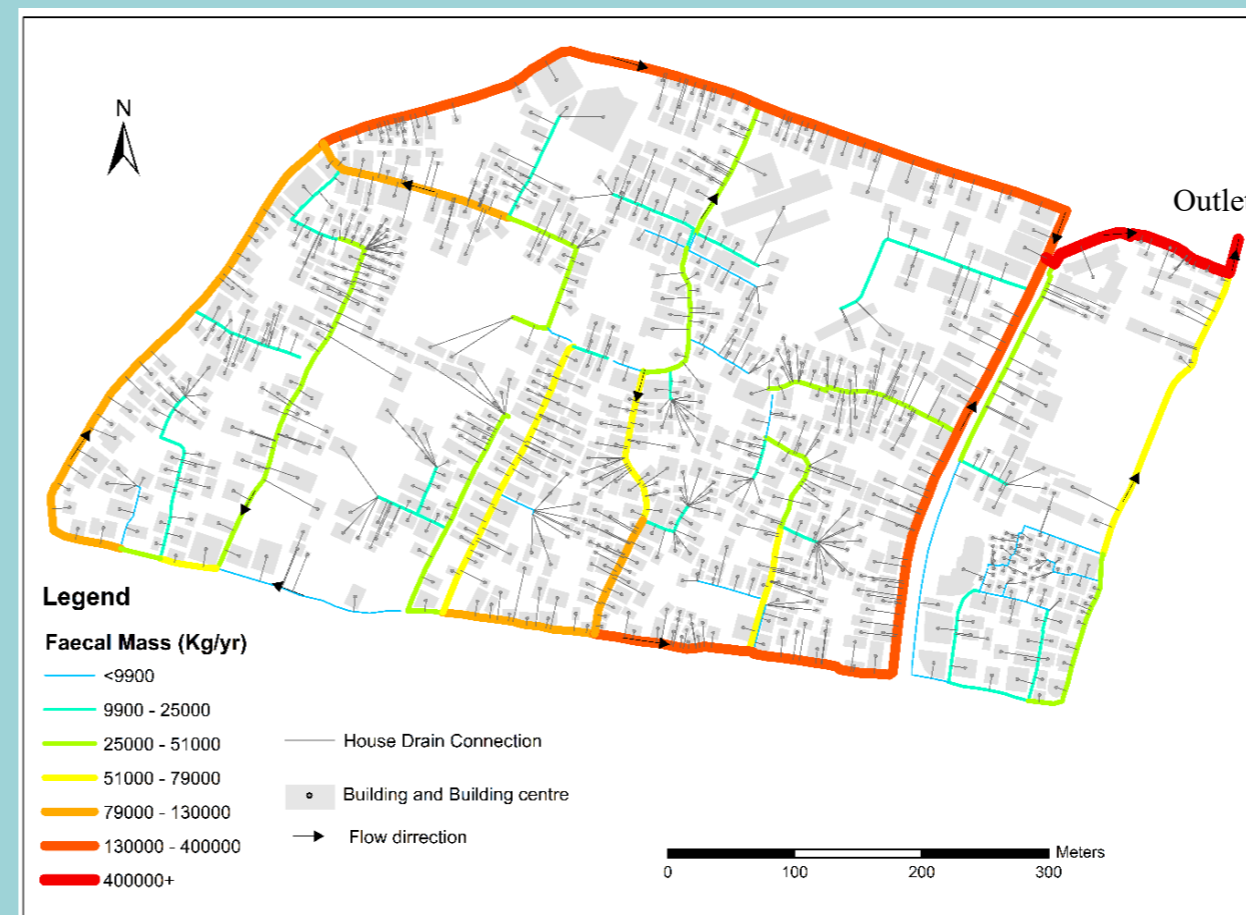 N
Outle
Legend
Faecal Mass (Kg/yr)
<9900
9900 - 25000
25000 - 51000
51000 - 79000
79000 - 130000
130000 - 400000
400000+
House Drain Connection
Building and Building centre
Flow dirrection
Meters
0 100 200 300